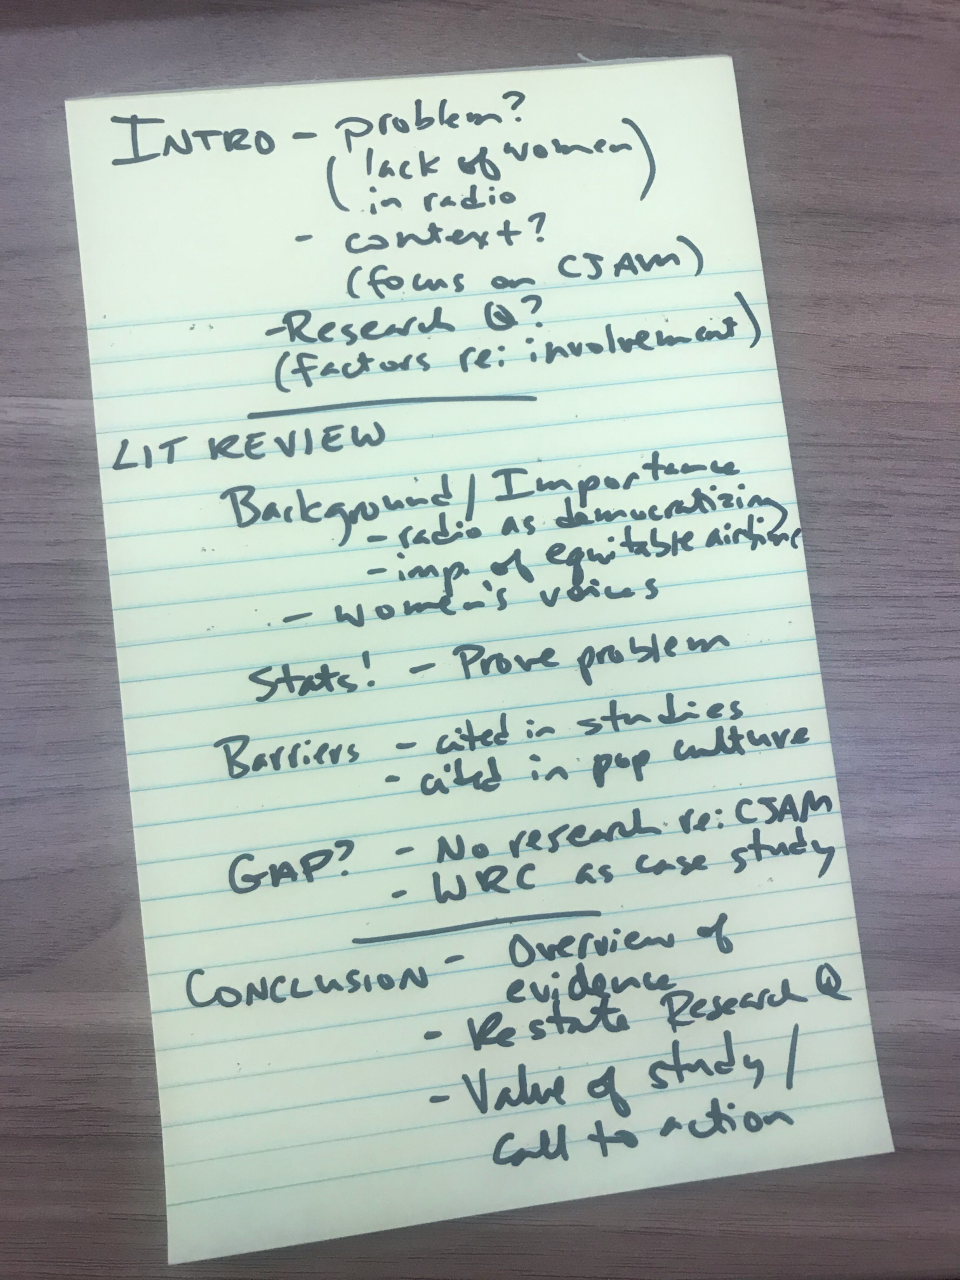 INTRO - problem?
(lack of women
in radio)
- context?
(focus on CJAM)
-Research Q?
(factors re: involvement)
LIT REVIEW
Background/Importance
- radio as democratizing
- imp. of equitable airtime
- women's voices
Stats! - Prove problem
Barriers - cited in studies
- cited in pop culture
GAP? - No research re: CJAM
- WRC as case study
CONCLUSION - Overview of
evidence
- Restate Research Q
- Value of study/
Call to action